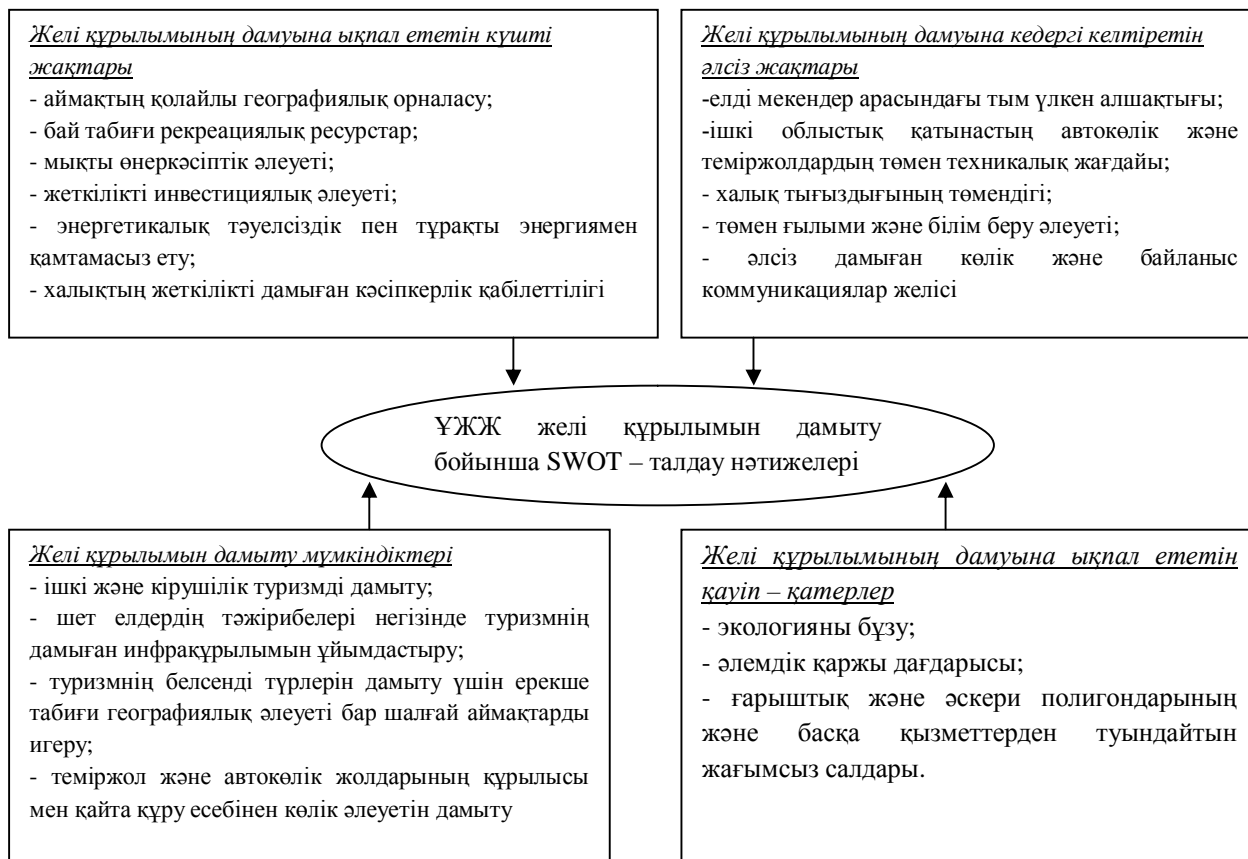 Желі құрылымының дамуына ықпал ететін күшті
жақтары
- аймақтың қолайлы географиялық орналасу;
- бай табиғи рекреациялық ресурстар;
- мықты өнеркәсіптік әлеуеті;
- жеткілікті инвестициялық әлеуеті;
- энергетикалық тәуелсіздік пен тұрақты энергиямен
қамтамасыз ету;
- халықтың жеткілікті дамыған кәсіпкерлік қабілеттілігі
Желі құрылымының дамуына кедергі келтіретін
әлсіз жақтары
-елді мекендер арасындағы тым үлкен алшақтығы;
-ішкі облыстық қатынастың автокөлік және
теміржолдардың төмен техникалық жағдайы;
- халық тығыздығының төмендігі;
- төмен ғылыми және білім беру әлеуеті;
- әлсіз дамыған көлік және байланыс
коммуникациялар желісі
ҰЖЖ желі құрылымын дамыту
бойынша SWOT – талдау нәтижелері
Желі құрылымын дамыту мүмкіндіктері
- ішкі және кірушілік туризмді дамыту;
- шет елдердің тәжірибелері негізінде туризмнің
дамыған инфрақұрылымын ұйымдастыру;
- туризмнің белсенді түрлерін дамыту үшін ерекше
табиғи географиялық әлеуеті бар шалғай аймақтарды
игеру;
- теміржол және автокөлік жолдарының құрылысы
мен қайта құру есебінен көлік әлеуетін дамыту
Желі құрылымының дамуына ықпал ететін
қауіп – қатерлер
- экологияны бұзу;
- әлемдік қаржы дағдарысы;
- ғарыштық және әскери полигондарының
және басқа қызметтерден туындайтын
жағымсыз салдары.